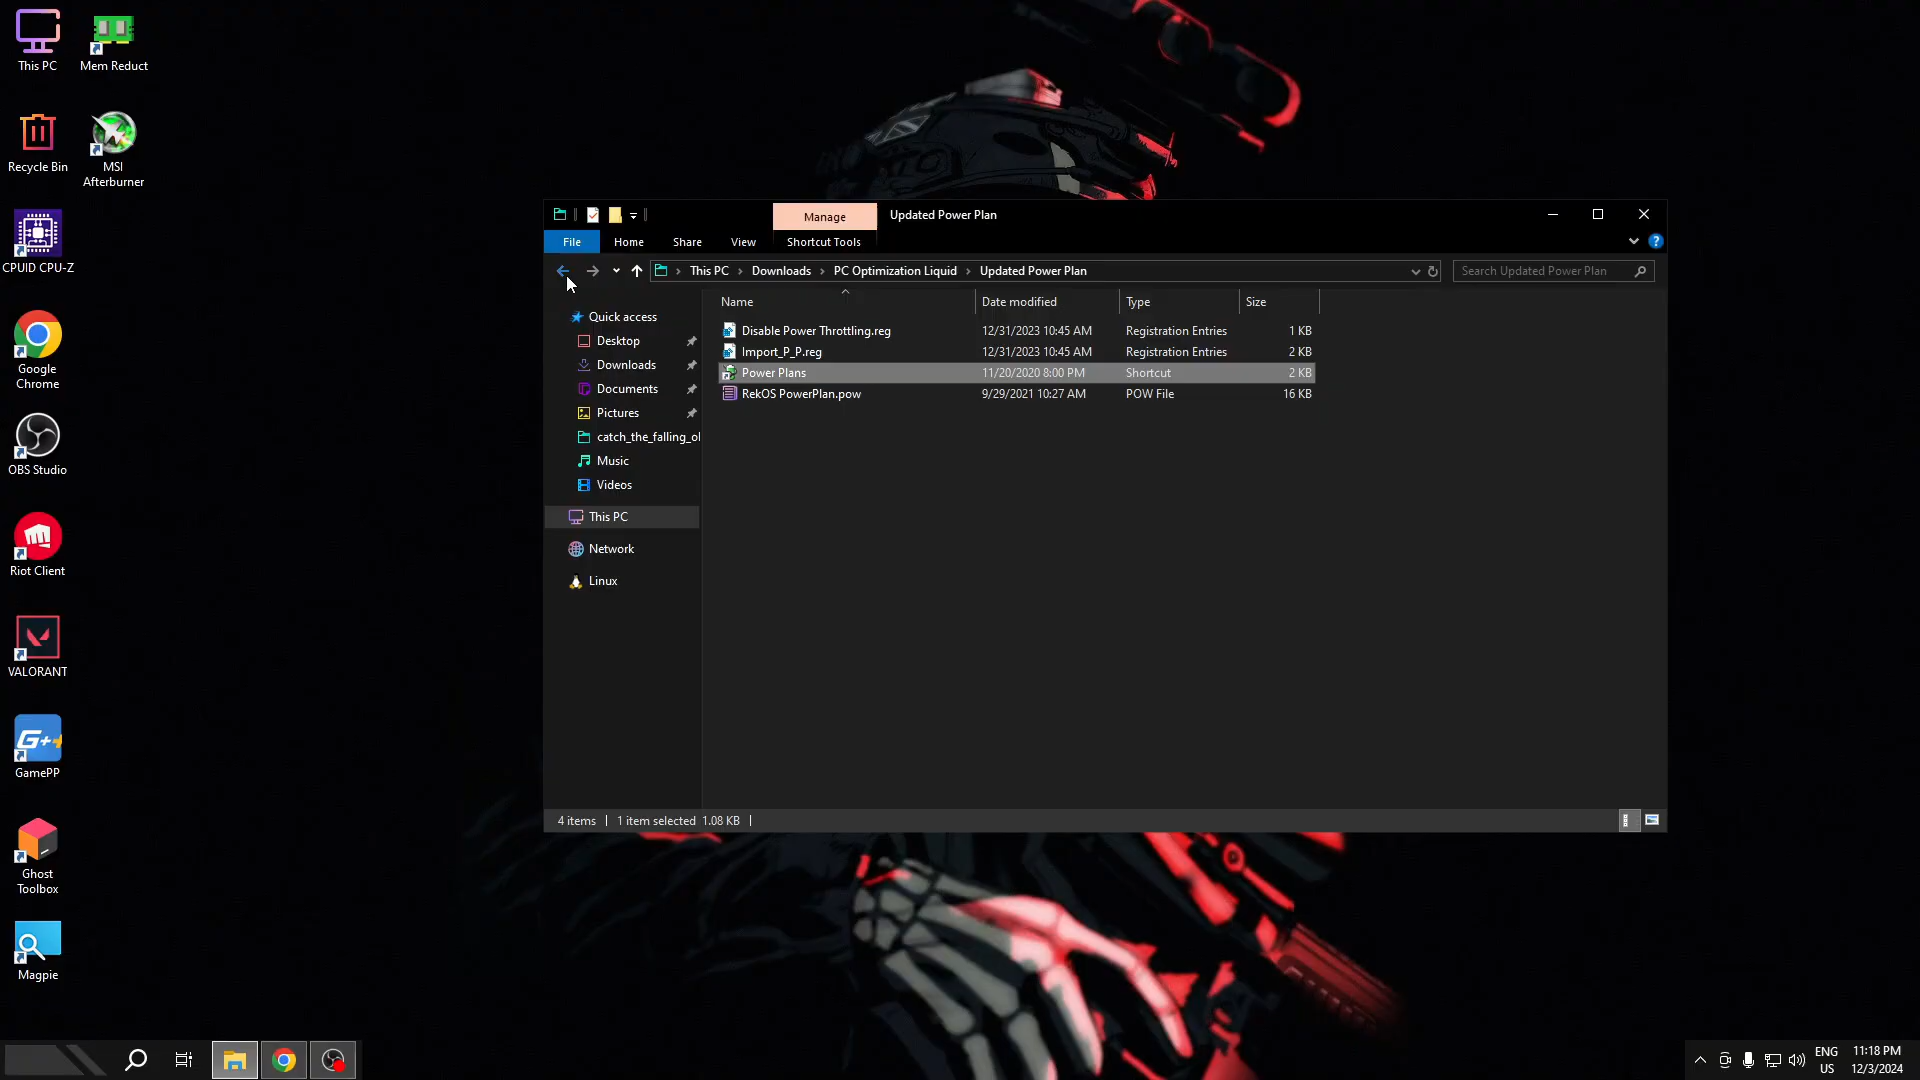 This PC
Mem Reduct
Recycle Bin
MSI
Afterburner
CPUID CPU-Z
Google
Chrome
OBS Studio
Riot Client
VALORANT
GamePP
Ghost
Toolbox
Magpie
Manage
Updated Power Plan
File
Home
Share
View
Shortcut Tools
This PC
Downloads
PC Optimization Liquid
Updated Power Plan
Search Updated Power Plan
Quick access
Desktop
Downloads
Documents
Pictures
catch_the_falling_ol
Music
Videos
This PC
Network
Linux
Name
Date modified
Type
Size
Disable Power Throttling.reg 12/31/2023 10:45 AM Registration Entries 1 KB
Import_P_P.reg 12/31/2023 10:45 AM Registration Entries 2 KB
Power Plans 11/20/2020 8:00 PM Shortcut 2 KB
RekOS PowerPlan.pow 9/29/2021 10:27 AM POW File 16 KB
4 items
1 item selected 1.08 KB
ENG
US
11:18 PM
12/3/2024